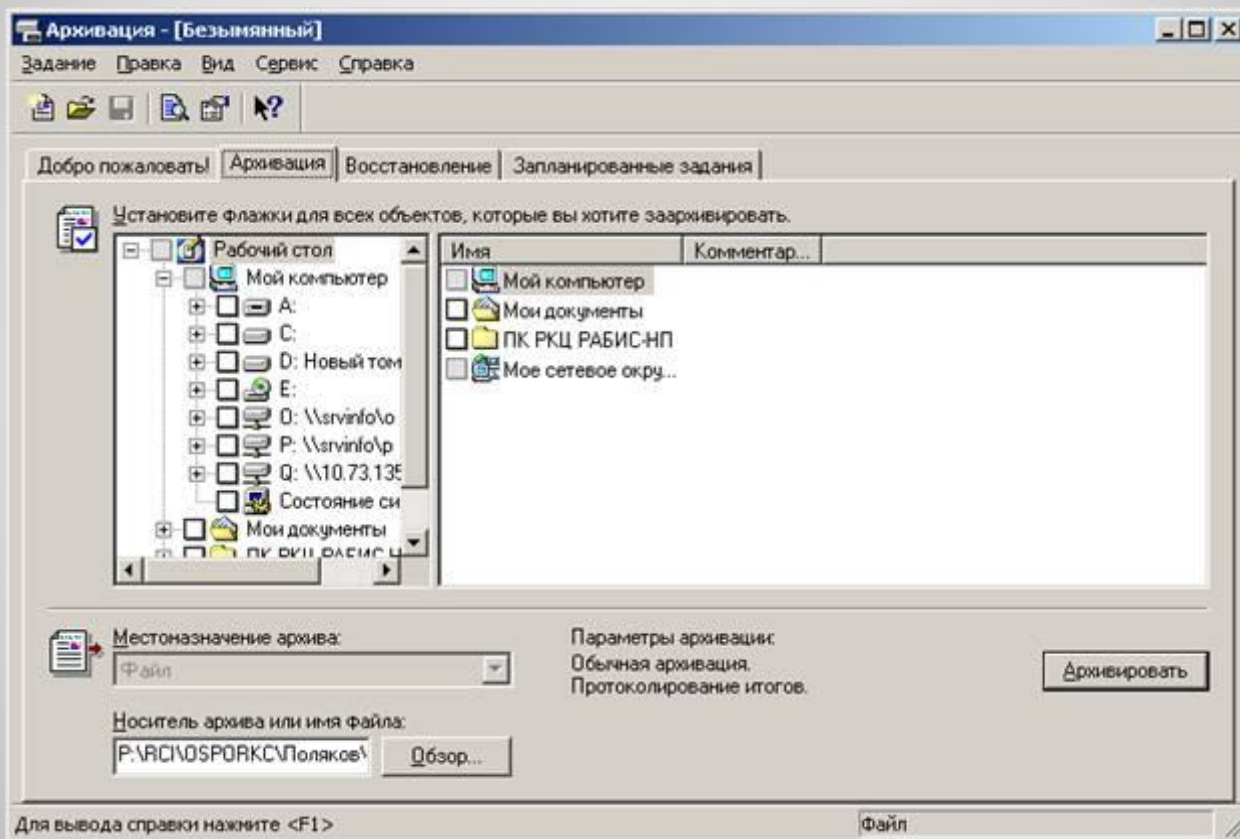 Архивация - [Безымянный]
Задание Правка Вид Сервис Справка
Добро пожаловать! Архивация Восстановление Запланированные задания
Установите флажки для всех объектов, которые вы хотите заархивировать.
Рабочий стол
Мой компьютер
A:
C:
D: Новый том
E:
O: \\srvinfo\o
P: \\srvinfo\p
Q: \\10.73.135
Состояние си
Мои документы
ПК РКЦ РАБИС-Н
Имя Комментар...
Мой компьютер
Мои документы
ПК РКЦ РАБИС-НП
Мое сетевое окру...
Местоназначение архива:
Файл
Носитель архива или имя файла:
P:\RCI\OSPORKC\Поляков\
Обзор...
Параметры архивации:
Обычная архивация.
Протоколирование итогов.
Архивировать
Для вывода справки нажмите <F1>
Файл